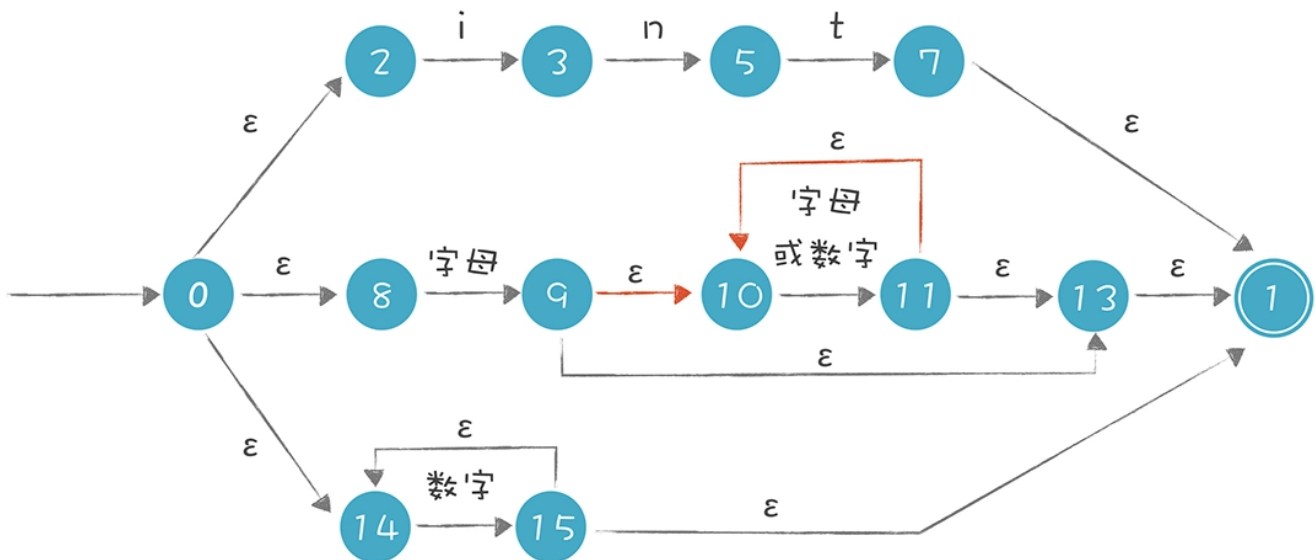 i n t
2 3 5 7
ε ε
ε
字母
ε 字母 或数字 ε ε
ε
0 8 9 10 11 13 1
ε
ε ε
数字
ε
14 15